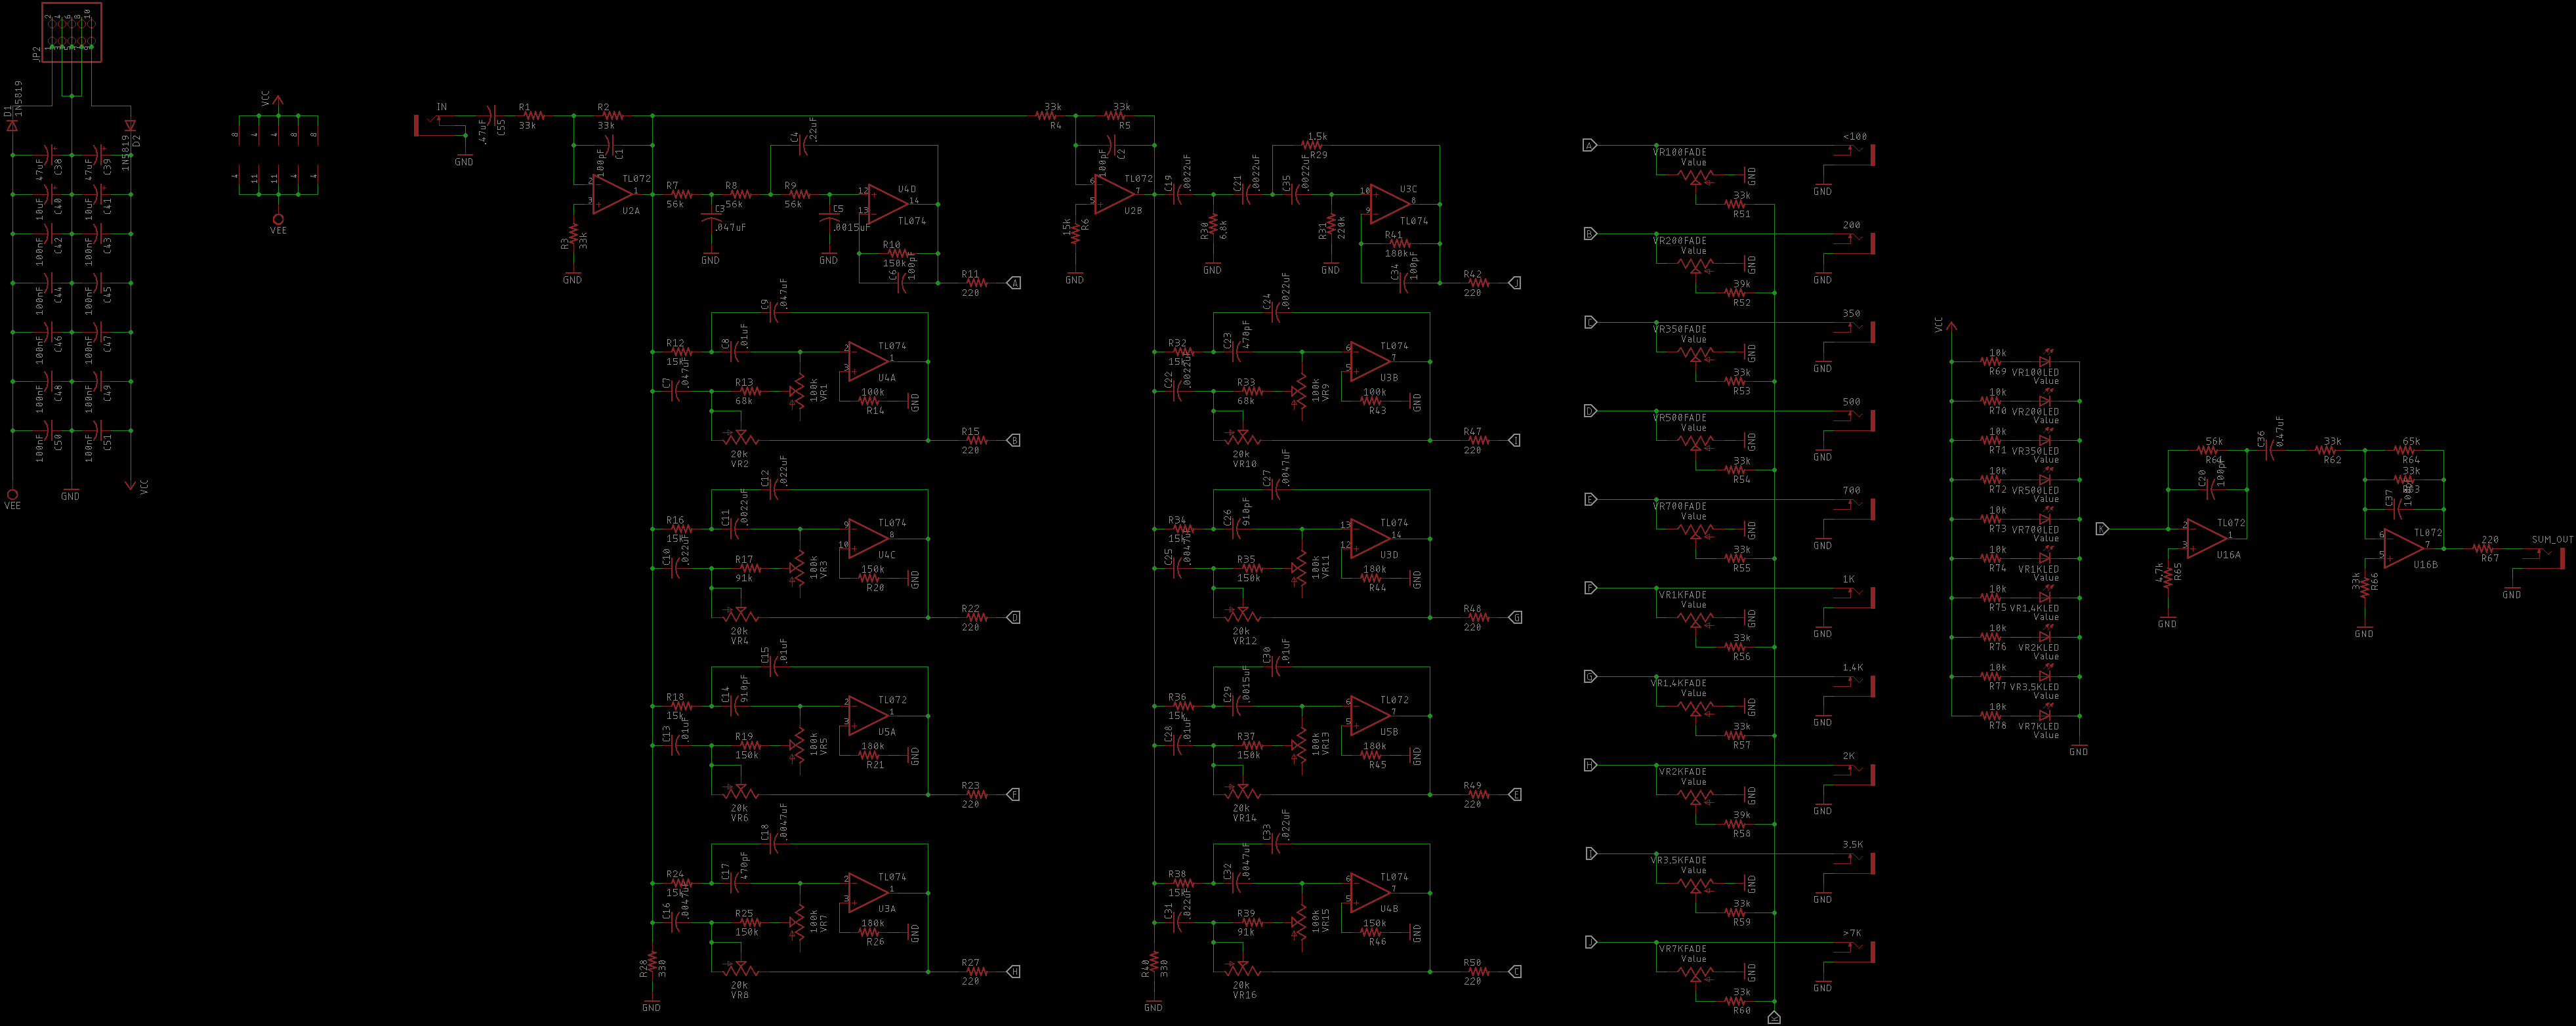 JP2
2 4 6 8 10
D1
1N5819
1N5819
D2
47uF
C38
47uF
C39
10uF
C40
10uF
C41
100nF
C42
100nF
C43
100nF
C44
100nF
C45
100nF
C46
100nF
C47
100nF
C48
100nF
C49
100nF
C50
100nF
C51
VEE
GND
VCC
VCC
8 4 4 8 8
4 11 11 4 4
VEE
IN
GND
.47uF
C55
R1
33k
R2
33k
100pF
C1
TL072
U2A
R3
33k
GND
R7
56k
C3
.047uF
GND
R8
56k
R9
56k
C4
.22uF
C5
.0015uF
GND
U4D
12
13
14
TL074
R10
150k
C6
100pF
R11
220
A
R12
15k
C7
.047uF
C8
.01uF
C9
.047uF
R13
68k
100k
VR1
TL074
U4A
100k
R14
GND
20k
VR2
R15
220
B
R16
15k
C10
.022uF
C11
.0022uF
C12
.022uF
R17
91k
100k
VR3
TL074
U4C
150k
R20
GND
20k
VR4
R22
220
D
R18
15k
C13
.01uF
C14
910pF
C15
.01uF
R19
150k
100k
VR5
TL072
U5A
180k
R21
GND
20k
VR6
R23
220
F
R24
15k
C16
.0047uF
C17
470pF
C18
.0047uF
R25
150k
100k
VR7
TL074
U3A
180k
R26
GND
20k
VR8
R27
220
H
R28
330
GND
33k
R4
33k
R5
100pF
C2
TL072
U2B
15k
R6
GND
C19
.0022uF
R30
6.8k
GND
C21
.0022uF
1.5k
R29
C35
.0022uF
R31
220k
GND
U3C
10
9
8
TL074
R41
180k
C34
100pF
R42
220
J
R32
15k
C22
.0022uF
C23
470pF
C24
.0022uF
R33
68k
100k
VR9
TL074
U3B
100k
R43
GND
20k
VR10
R47
220
I
R34
15k
C25
.0047uF
C26
910pF
C27
.0047uF
R35
150k
100k
VR11
TL074
U3D
180k
R44
GND
20k
VR12
R48
220
G
R36
15k
C28
.01uF
C29
.0015uF
C30
.01uF
R37
150k
100k
VR13
TL072
U5B
180k
R45
GND
20k
VR14
R49
220
E
R38
15k
C31
.022uF
C32
.0047uF
C33
.022uF
R39
91k
100k
VR15
TL074
U4B
150k
R46
GND
20k
VR16
R50
220
C
R40
330
GND
A
VR100FADE
Value
GND
33k
R51
<100
GND
B
VR200FADE
Value
GND
39k
R52
200
GND
C
VR350FADE
Value
GND
33k
R53
350
GND
D
VR500FADE
Value
GND
33k
R54
500
GND
E
VR700FADE
Value
GND
33k
R55
700
GND
F
VR1KFADE
Value
GND
33k
R56
1K
GND
G
VR1,4KFADE
Value
GND
33k
R57
1.4K
GND
H
VR2KFADE
Value
GND
39k
R58
2K
GND
I
VR3,5KFADE
Value
GND
33k
R59
3.5K
GND
J
VR7KFADE
Value
GND
33k
R60
>7K
GND
K
VCC
10k
R69
VR100LED
Value
10k
R70
VR200LED
Value
10k
R71
VR350LED
Value
10k
R72
VR500LED
Value
10k
R73
VR700LED
Value
10k
R74
VR1KLED
Value
10k
R75
VR1,4KLED
Value
10k
R76
VR2KLED
Value
10k
R77
VR3,5KLED
Value
10k
R78
VR7KLED
Value
GND
K
56k
C20
100pF
TL072
U16A
4.7k
R65
GND
C36
0.47uF
33k
R62
65k
R64
33k
R63
C37
TL072
U16B
33k
R66
GND
220
R67
SUM_OUT
GND